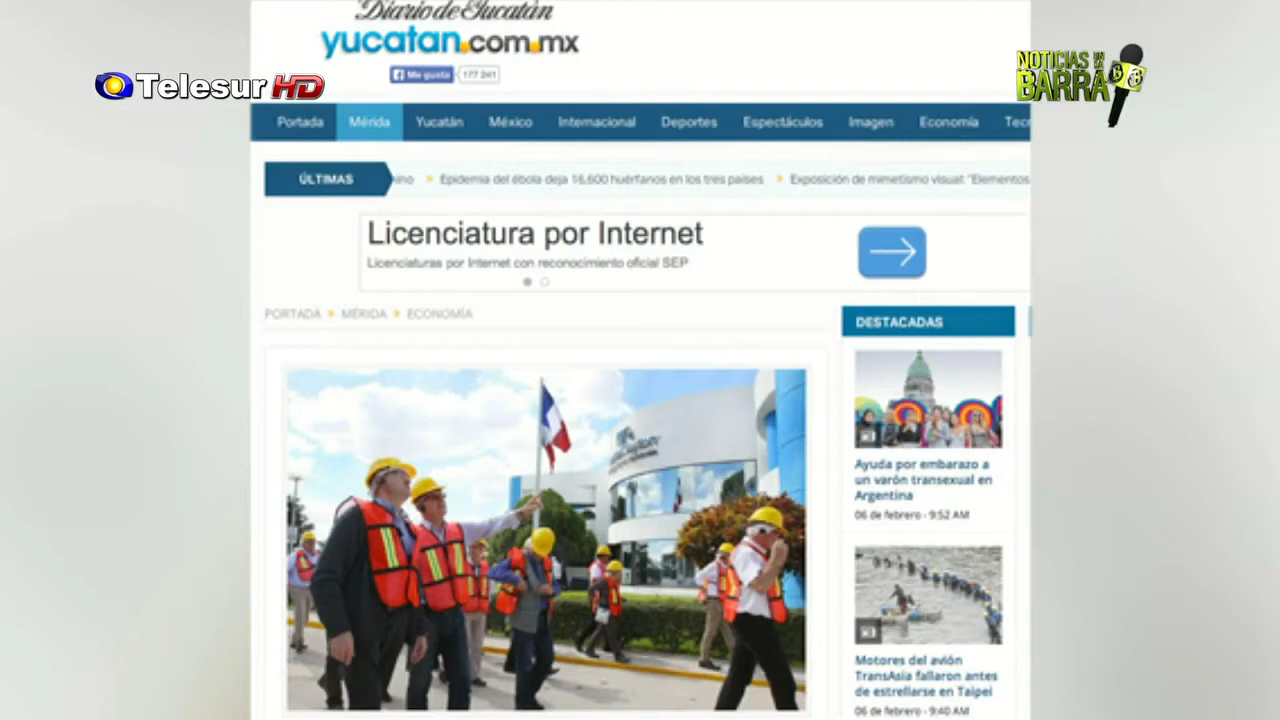 Diario de Yucatán
yucatan.com.mx
Me gusta 177 241
Telesur HD
NOTICIAS EN
BARRA
Portada Mérida Yucatán México Internacional Deportes Espectáculos Imagen Economía Tecn
ÚLTIMAS ino » Epidemia del ébola deja 16,600 huérfanos en los tres países » Exposición de mimetismo visual: "Elementos
Licenciatura por Internet
Licenciaturas por Internet con reconocimiento oficial SEP
PORTADA » MÉRIDA » ECONOMÍA
DESTACADAS
Ayuda por embarazo a
un varón transexual en
Argentina
06 de febrero - 9:52 AM
Motores del avión
TransAsia fallaron antes
de estrellarse en Taipei
06 de febrero - 9:40 AM